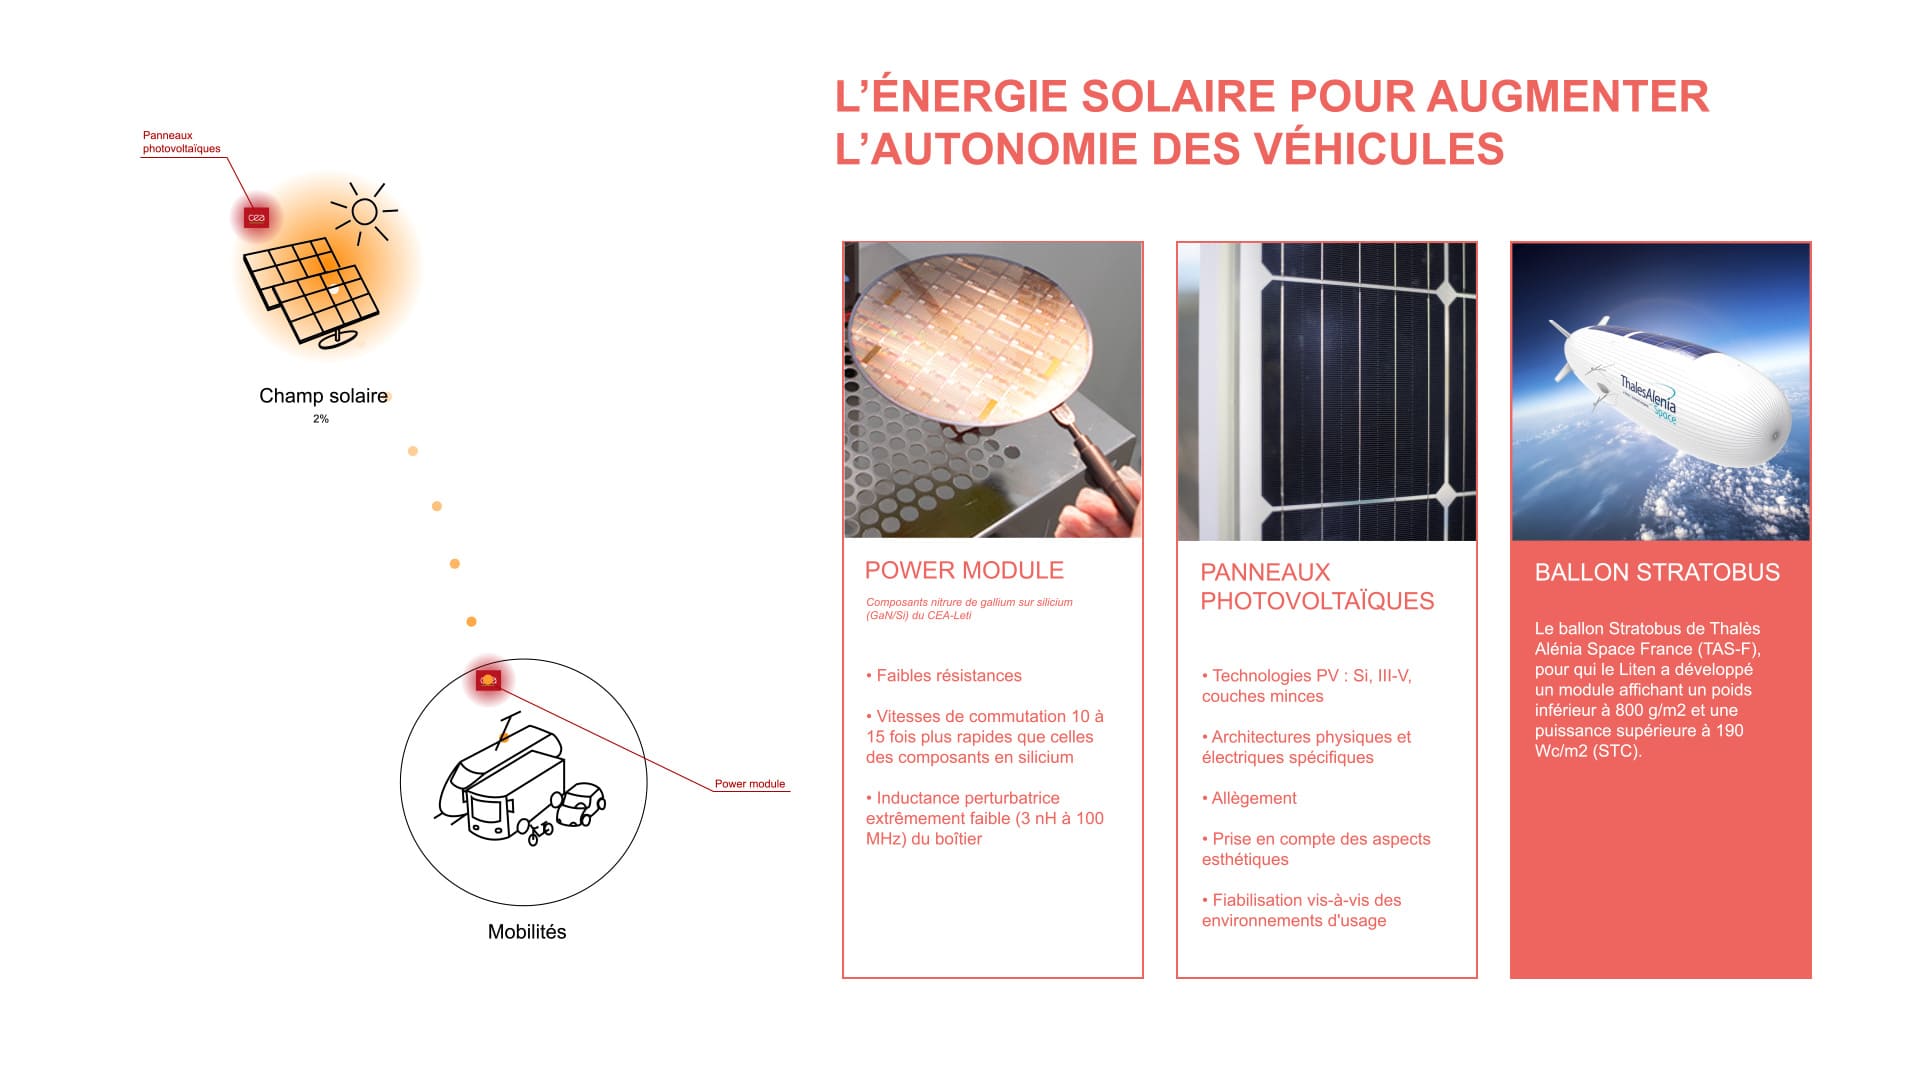 L’ÉNERGIE SOLAIRE POUR AUGMENTER
L’AUTONOMIE DES VÉHICULES
Panneaux
photovoltaïques
cea
Champ solaire
2%
cea
Power module
Mobilités
POWER MODULE
Composants nitrure de gallium sur silicium
(GaN/Si) du CEA-Leti
• Faibles résistances
• Vitesses de commutation 10 à
15 fois plus rapides que celles
des composants en silicium
• Inductance perturbatrice
extrêmement faible (3 nH à 100
MHz) du boîtier
PANNEAUX
PHOTOVOLTAÏQUES
• Technologies PV : Si, III-V,
couches minces
• Architectures physiques et
électriques spécifiques
• Allègement
• Prise en compte des aspects
esthétiques
• Fiabilisation vis-à-vis des
environnements d'usage
ThalesAlenia
Space
BALLON STRATOBUS
Le ballon Stratobus de Thalès
Alénia Space France (TAS-F),
pour qui le Liten a développé
un module affichant un poids
inférieur à 800 g/m2 et une
puissance supérieure à 190
Wc/m2 (STC).